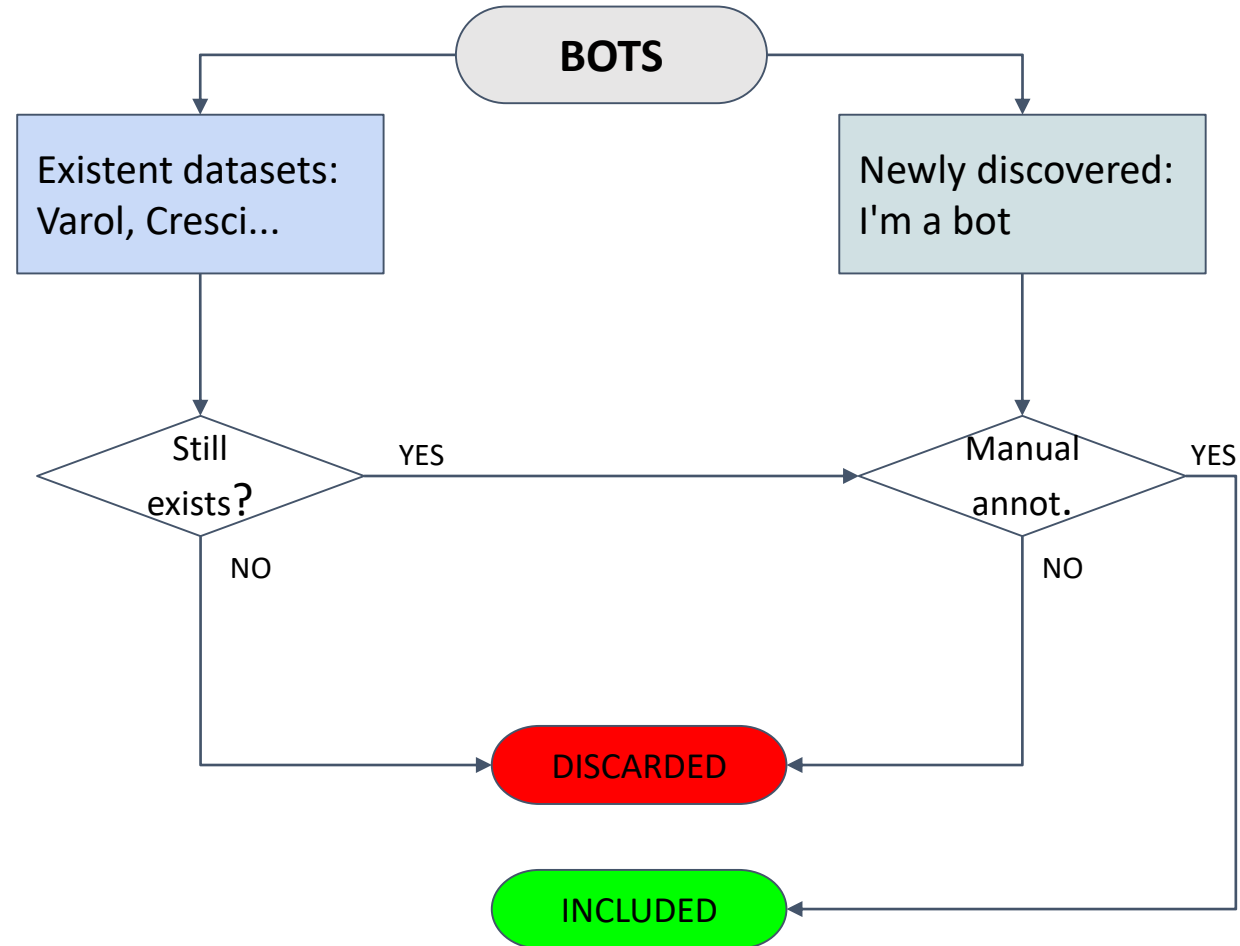 BOTS
Existent datasets:
Varol, Cresci...
Newly discovered:
I'm a bot
Still
exists?
YES
Manual
annot.
YES
NO
NO
DISCARDED
INCLUDED